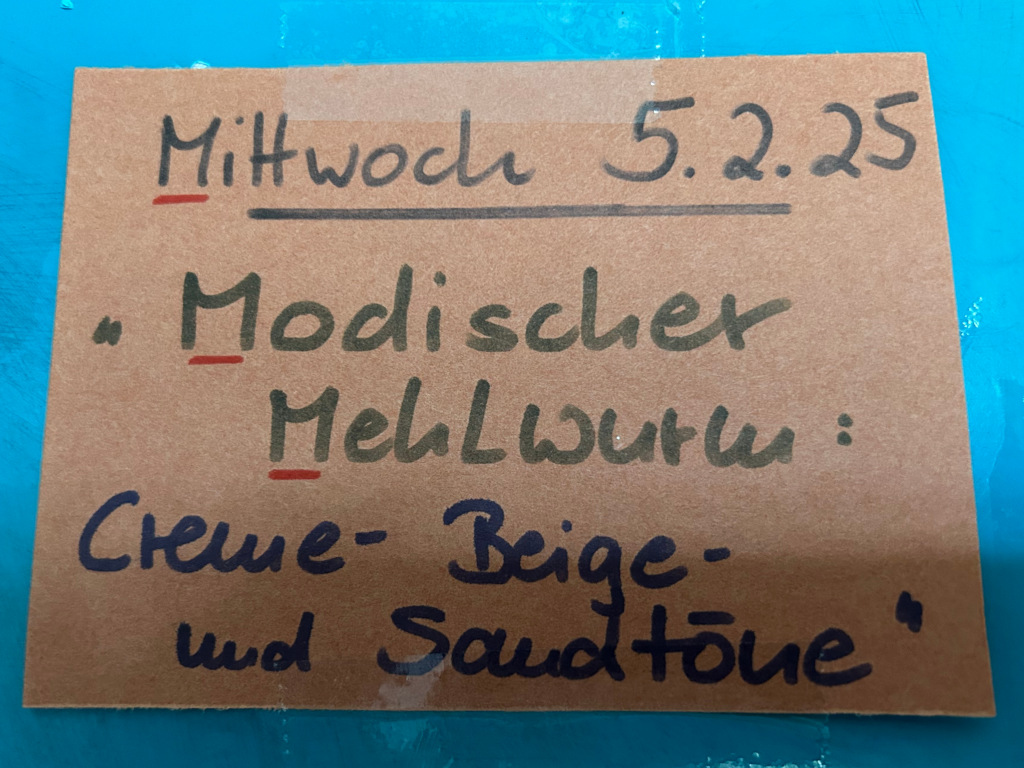 Mittwoch 5.2.25
"Modischer
Mehlwurm:
Creme- Beige-
und Sandtöne"